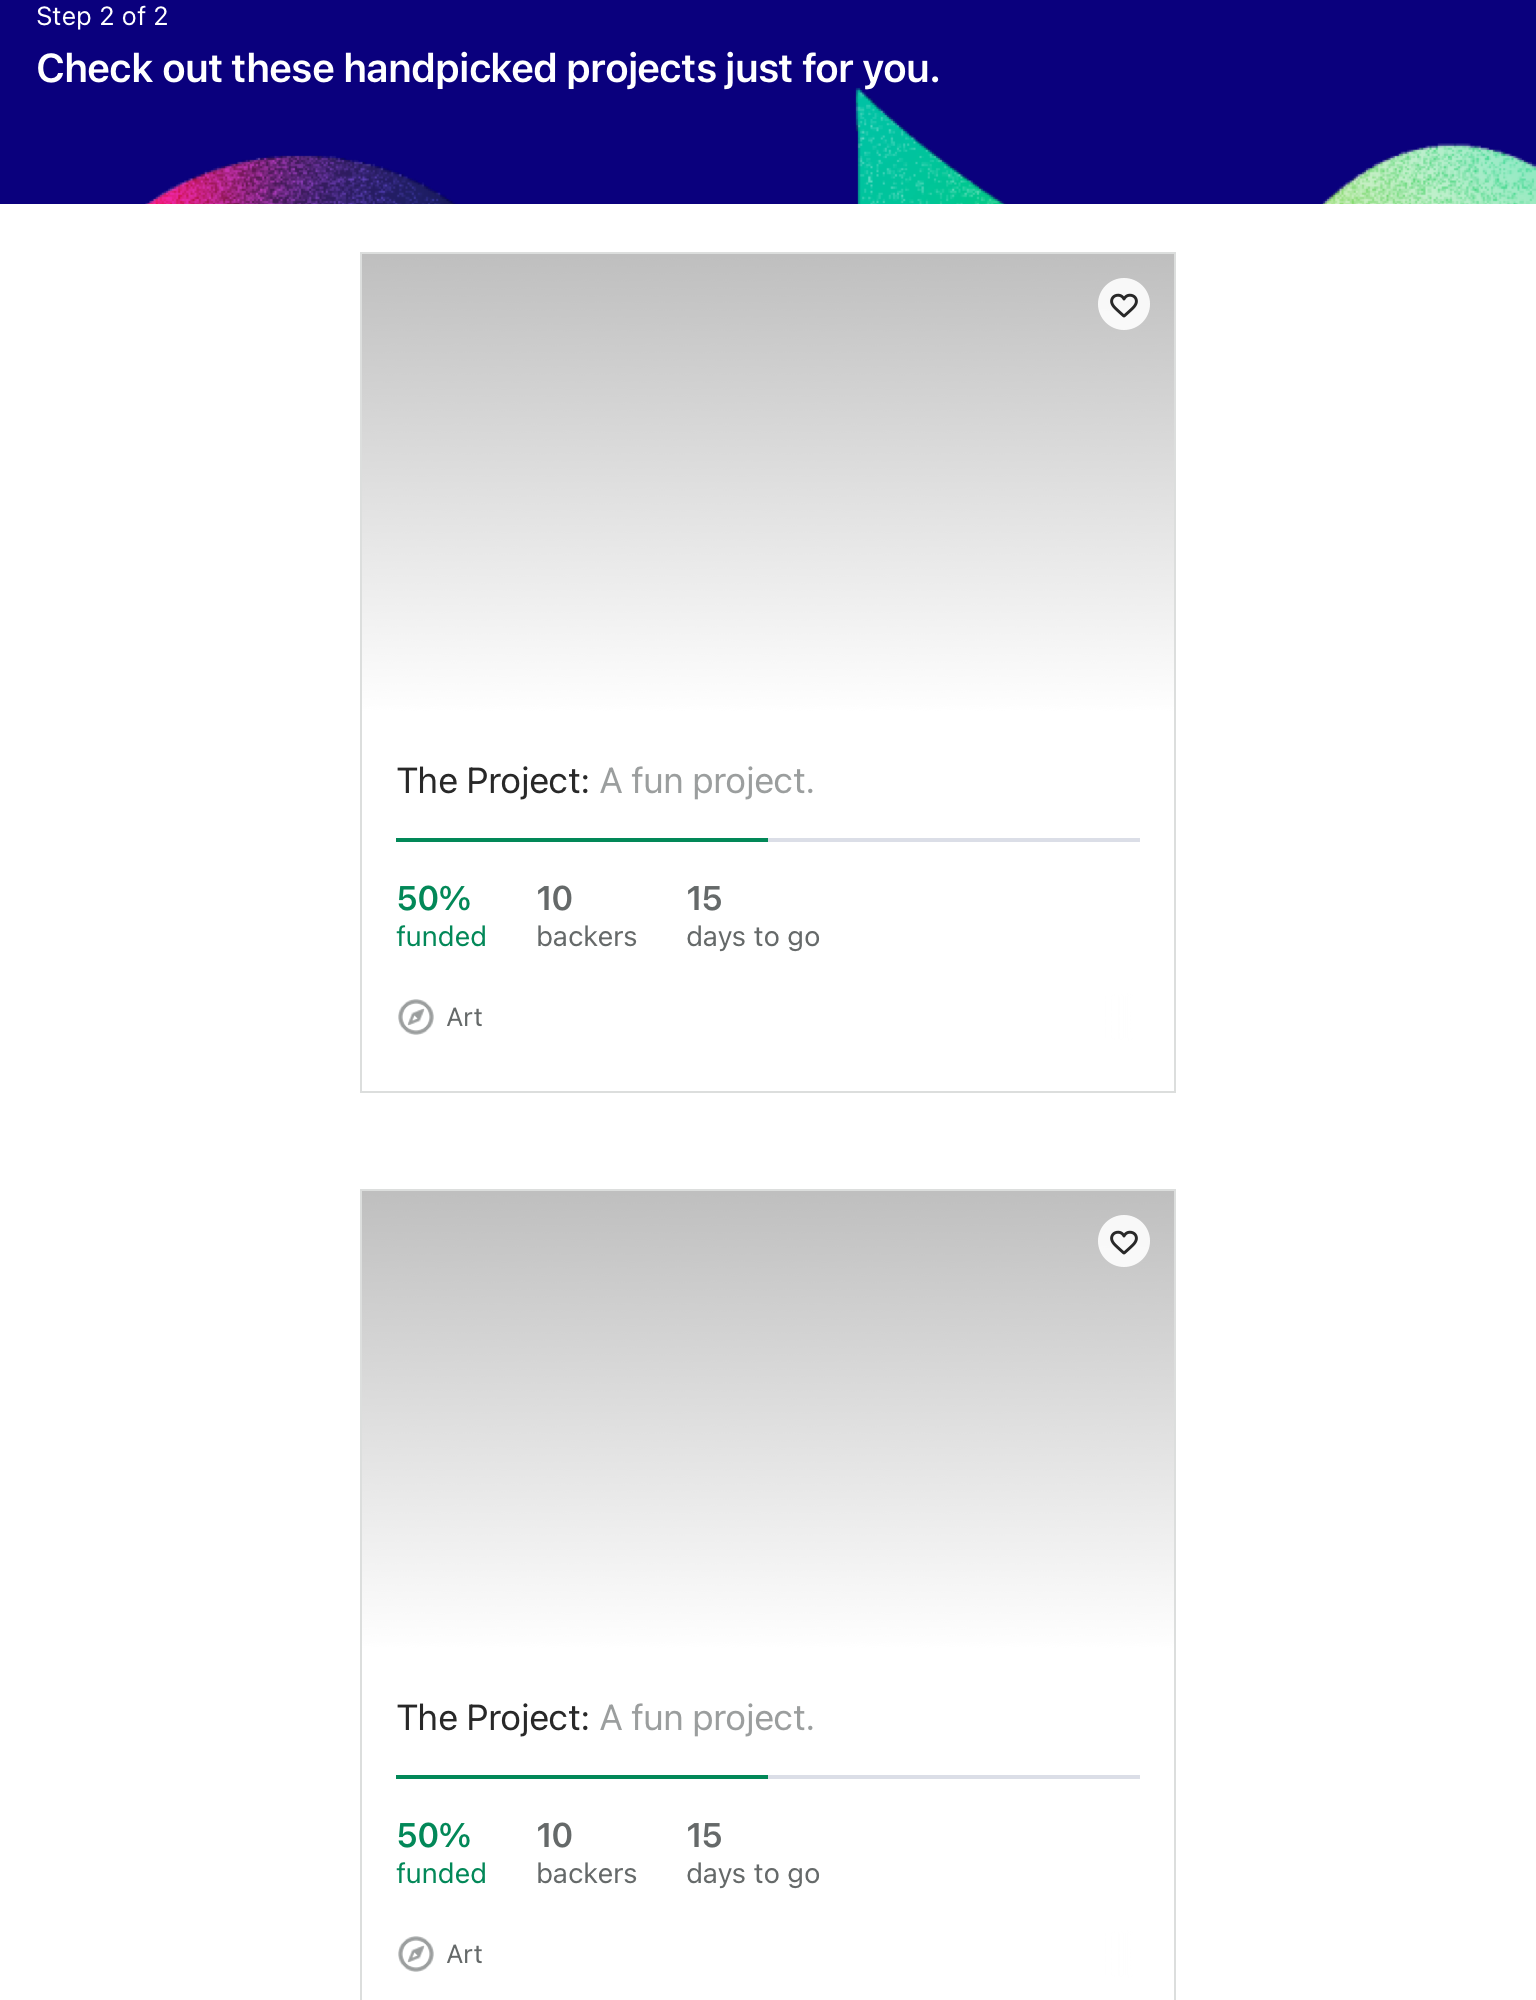 Step 2 of 2
Check out these handpicked projects just for you.
The Project: A fun project.
50% 10 15
funded backers days to go
Art
The Project: A fun project.
50% 10 15
funded backers days to go
Art